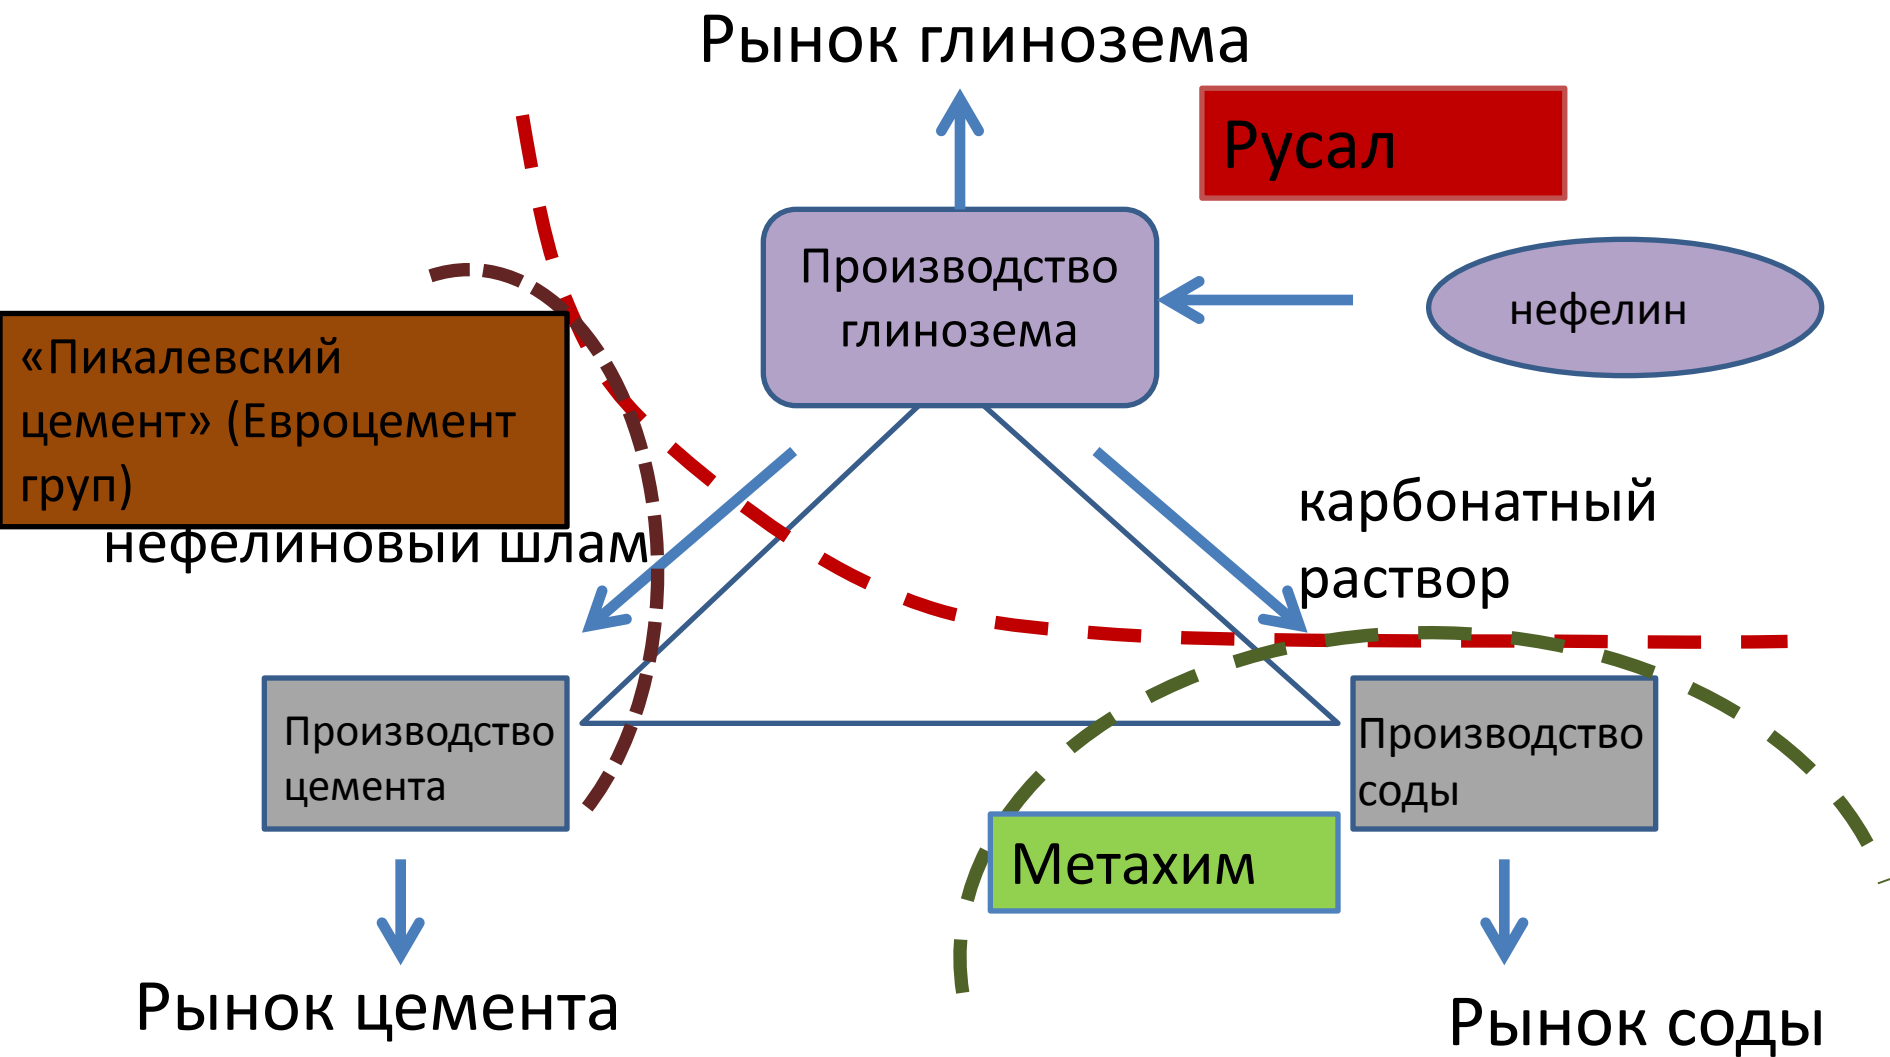 Рынок глинозема
Русал
Производство
глинозема
нефелин
«Пикалевский
цемент» (Евроцемент
груп)
нефелиновый шлам
карбонатный
раствор
Производство
цемента
Производство
соды
Метахим
Рынок цемента
Рынок соды